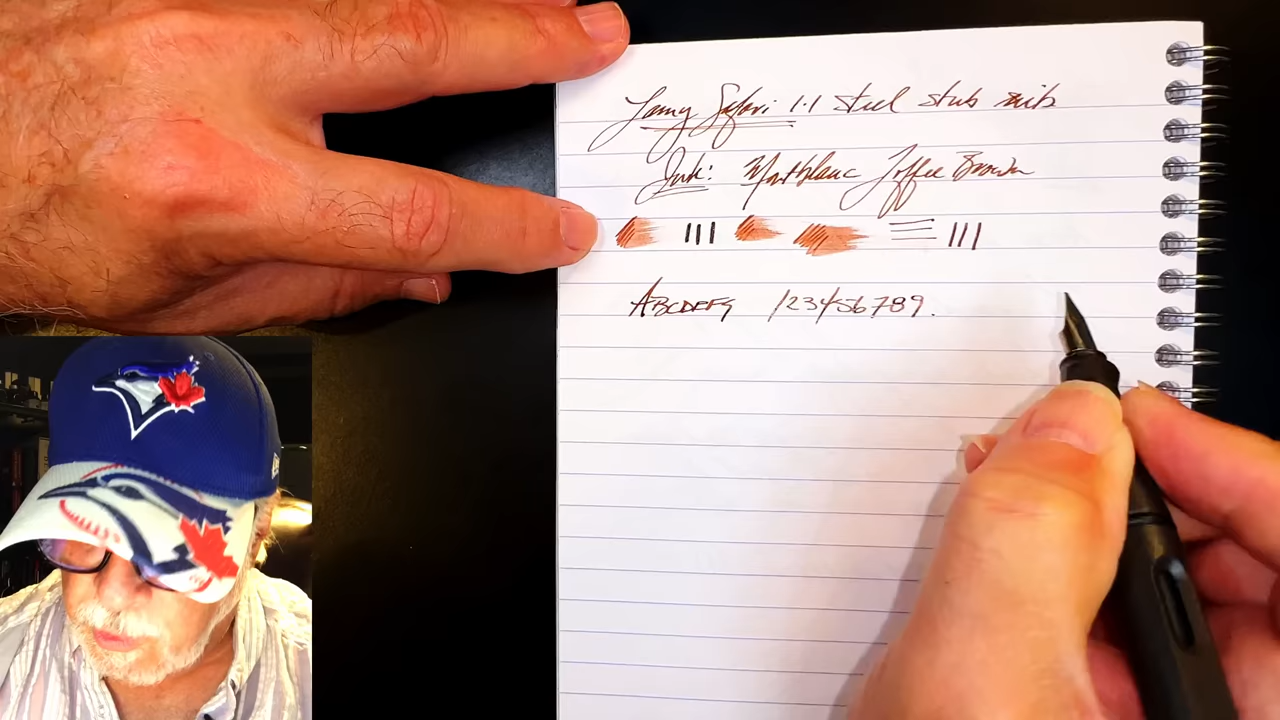 Lamy Safari 1.1 steel stub nib
Ink: Montblanc Toffee Brown
ABCDEFG 123456789.